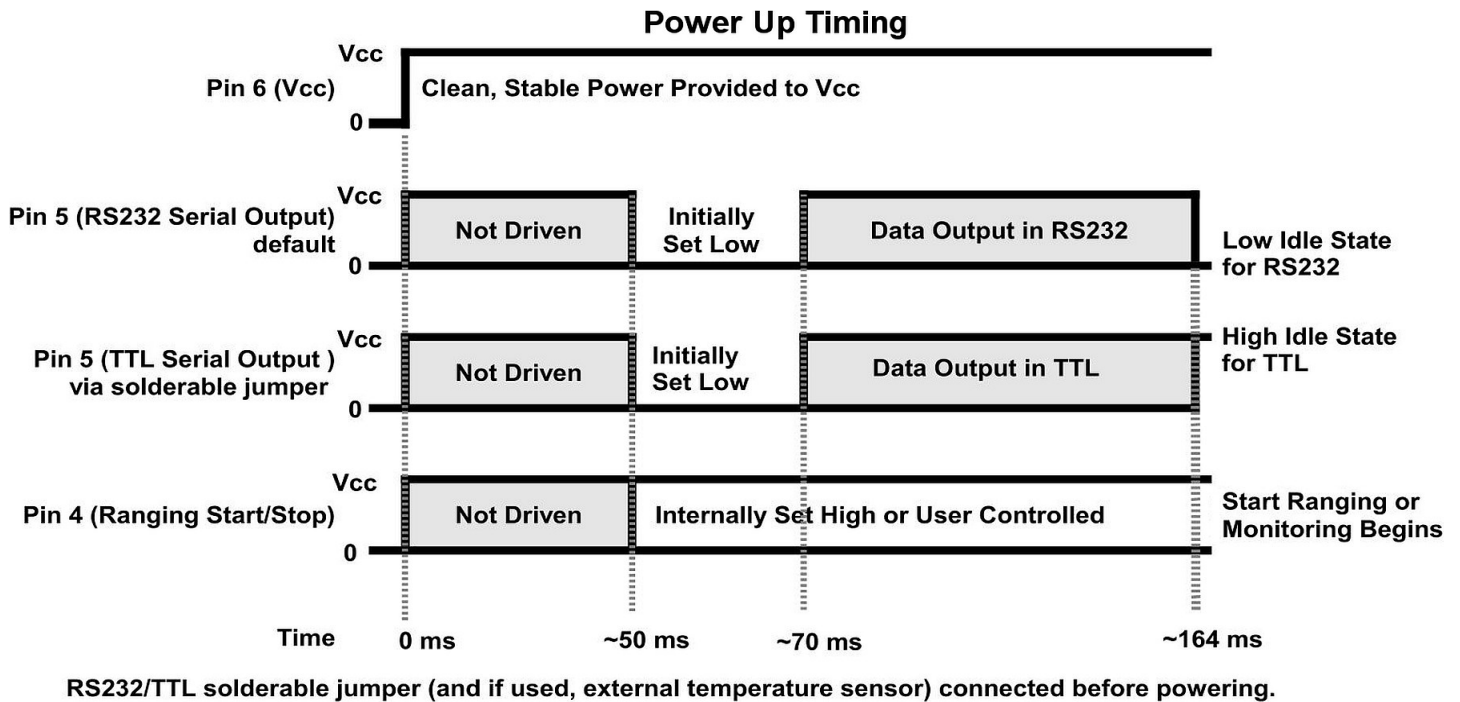 Power Up Timing
Vcc
Pin 6 (Vcc)
Clean, Stable Power Provided to Vcc
0
Vcc
Pin 5 (RS232 Serial Output)
default
Not Driven
Initially
Set Low
Data Output in RS232
0
Low Idle State
for RS232
Vcc
Pin 5 (TTL Serial Output )
via solderable jumper
Not Driven
Initially
Set Low
Data Output in TTL
0
High Idle State
for TTL
Vcc
Pin 4 (Ranging Start/Stop)
Not Driven
Internally Set High or User Controlled
0
Start Ranging or
Monitoring Begins
Time
0 ms
~50 ms
~70 ms
~164 ms
RS232/TTL solderable jumper (and if used, external temperature sensor) connected before powering.